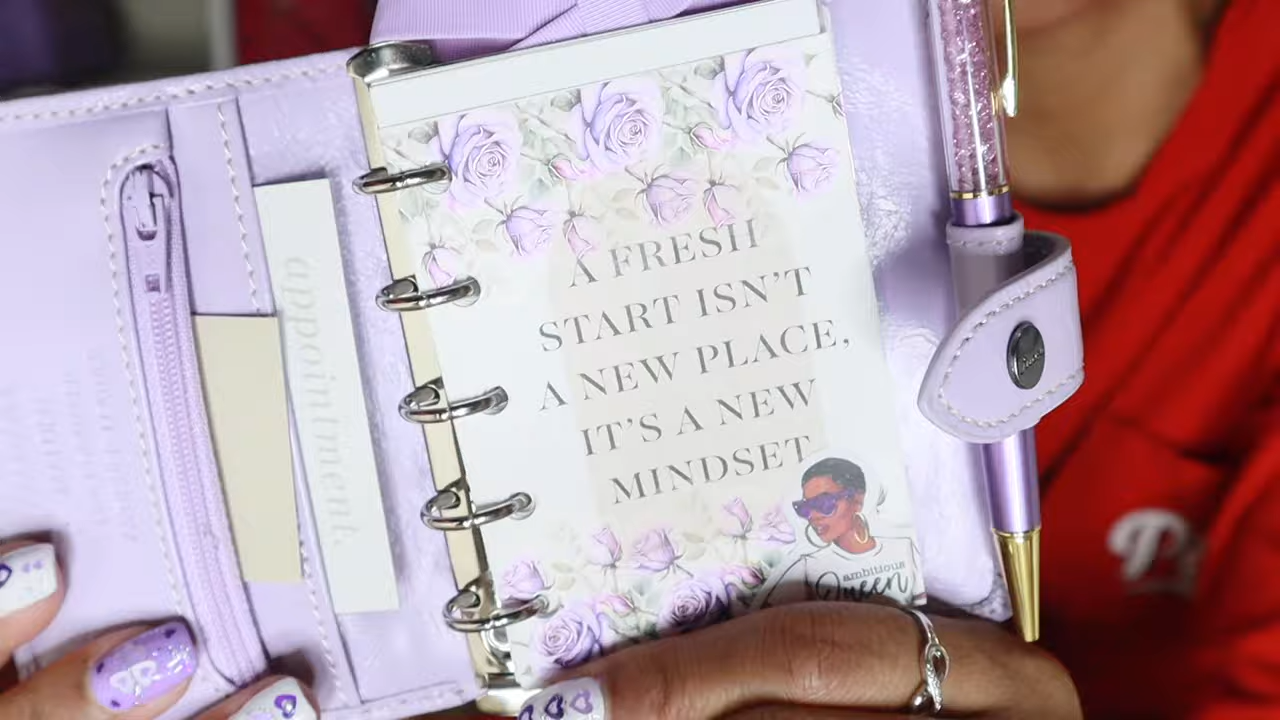 A FRESH
START ISN'T
A NEW PLACE,
IT'S A NEW
MINDSET
ambitious
Queen
appointment.